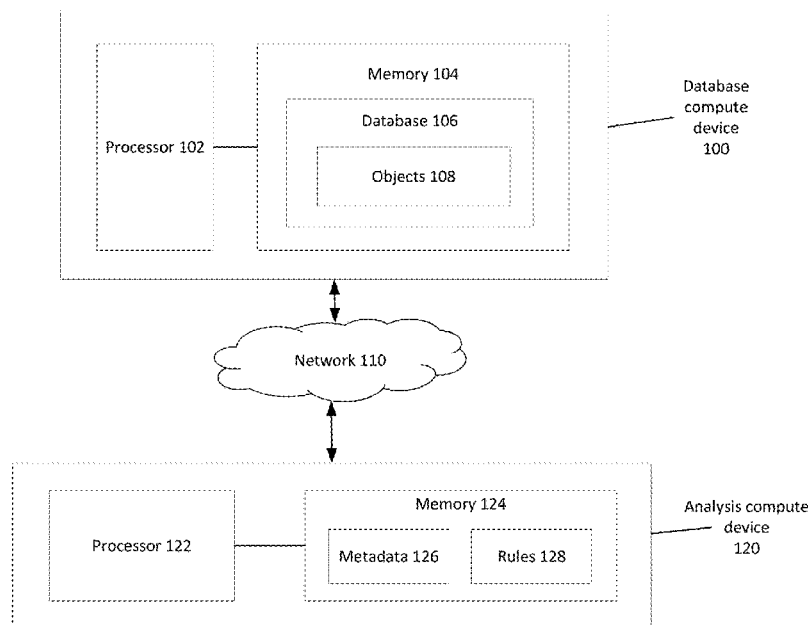 Memory 104
Database 106
Processor 102
Objects 108
Database
compute
device
100
Network 110
Memory 124
Processor 122
Metadata 126
Rules 128
Analysis compute
device
120